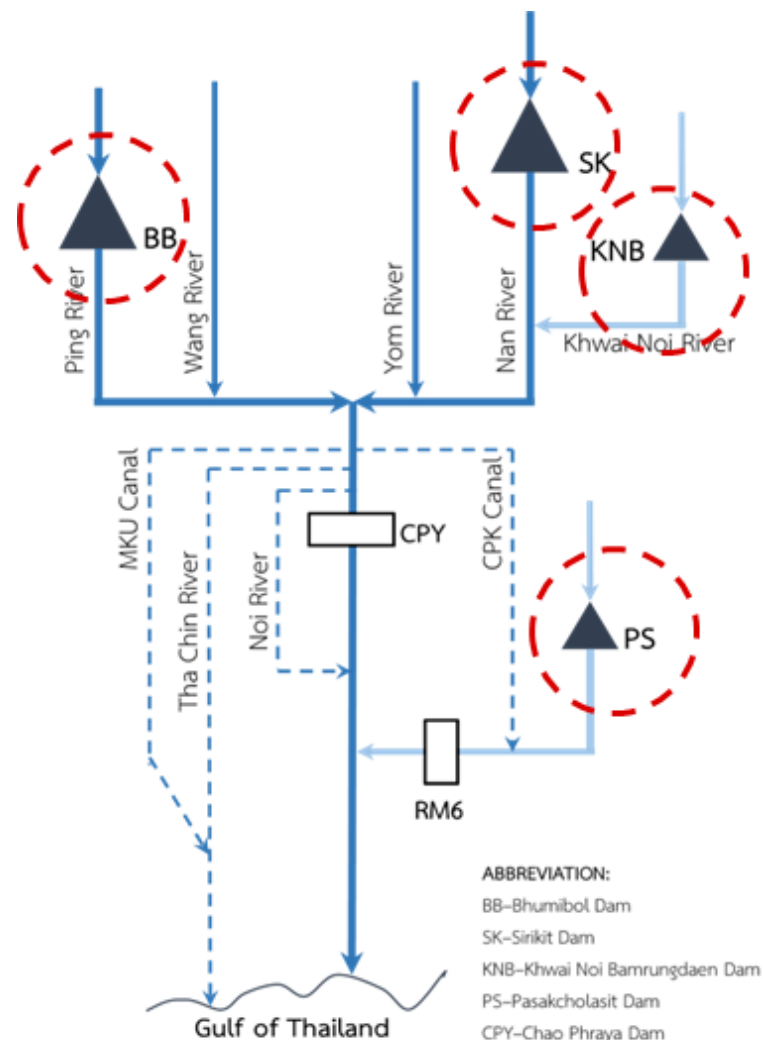 SK
BB
KNB
Ping River
Wang River
Yom River
Nan River
Khwai Noi River
MKU Canal
Tha Chin River
Noi River
CPY
CPK Canal
PS
RM6
ABBREVIATION:
BB–Bhumibol Dam
SK–Sirikit Dam
KNB–Khwai Noi Bamrungdaen Dam
PS–Pasakcholasit Dam
CPY–Chao Phraya Dam
Gulf of Thailand